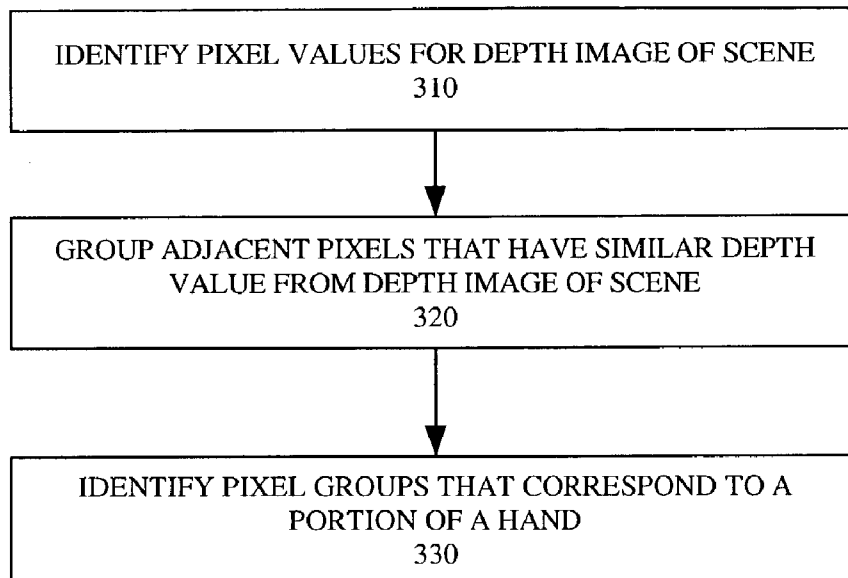 IDENTIFY PIXEL VALUES FOR DEPTH IMAGE OF SCENE
310
GROUP ADJACENT PIXELS THAT HAVE SIMILAR DEPTH
VALUE FROM DEPTH IMAGE OF SCENE
320
IDENTIFY PIXEL GROUPS THAT CORRESPOND TO A
PORTION OF A HAND
330